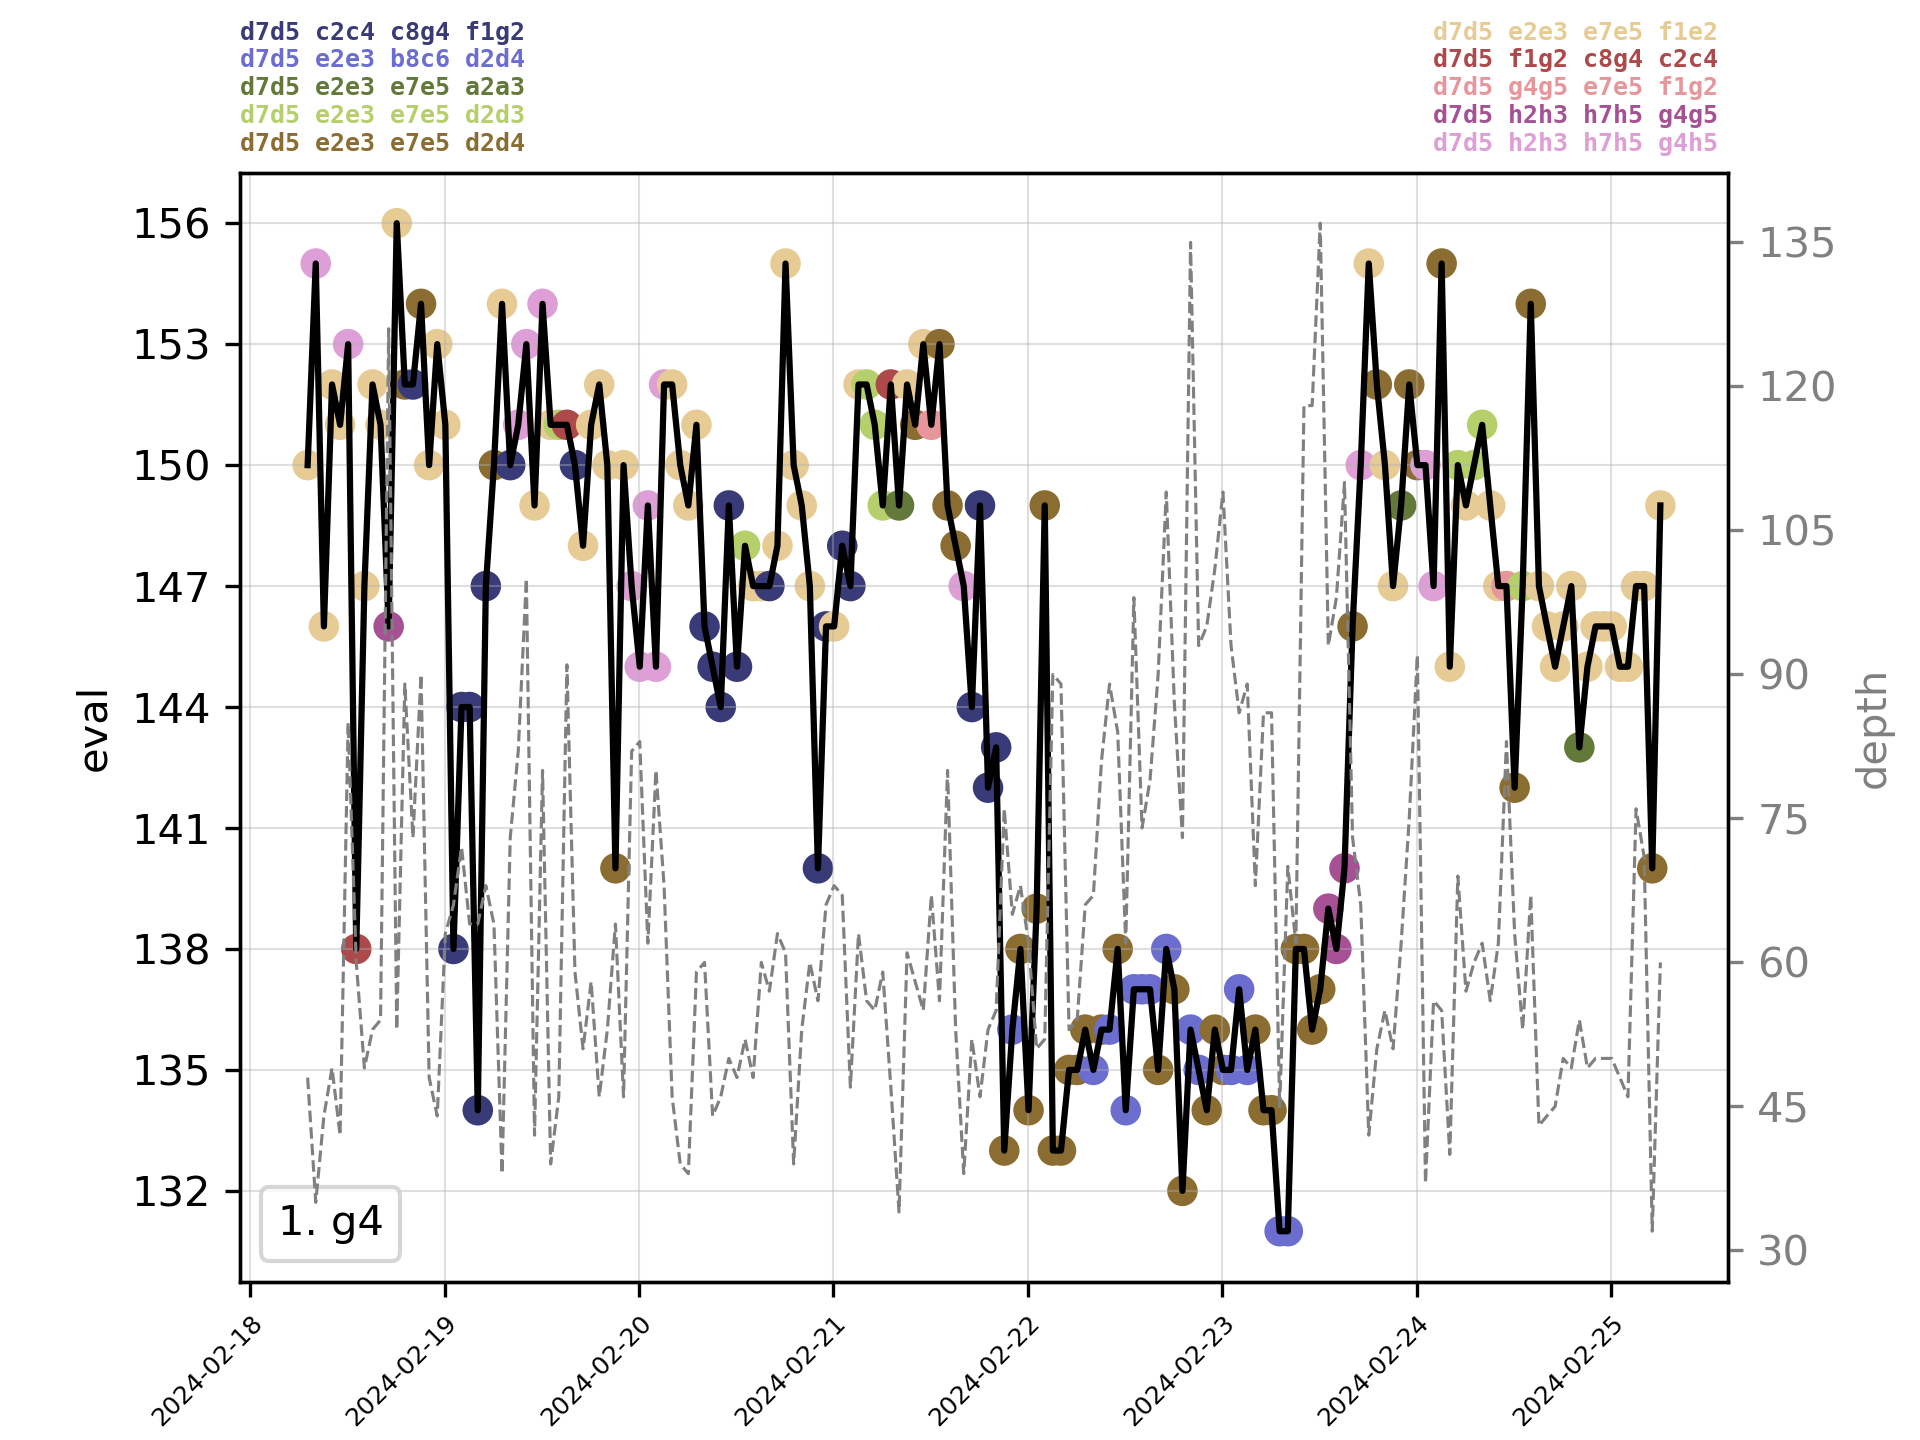 d7d5 c2c4 c8g4 f1g2
d7d5 e2e3 b8c6 d2d4
d7d5 e2e3 e7e5 a2a3
d7d5 e2e3 e7e5 d2d3
d7d5 e2e3 e7e5 d2d4
d7d5 e2e3 e7e5 f1e2
d7d5 f1g2 c8g4 c2c4
d7d5 g4g5 e7e5 f1g2
d7d5 h2h3 h7h5 g4g5
d7d5 h2h3 h7h5 g4h5
156
153
150
147
144
141
138
135
132
eval
135
120
105
90
75
60
45
30
depth
1. g4
2024-02-18
2024-02-19
2024-02-20
2024-02-21
2024-02-22
2024-02-23
2024-02-24
2024-02-25